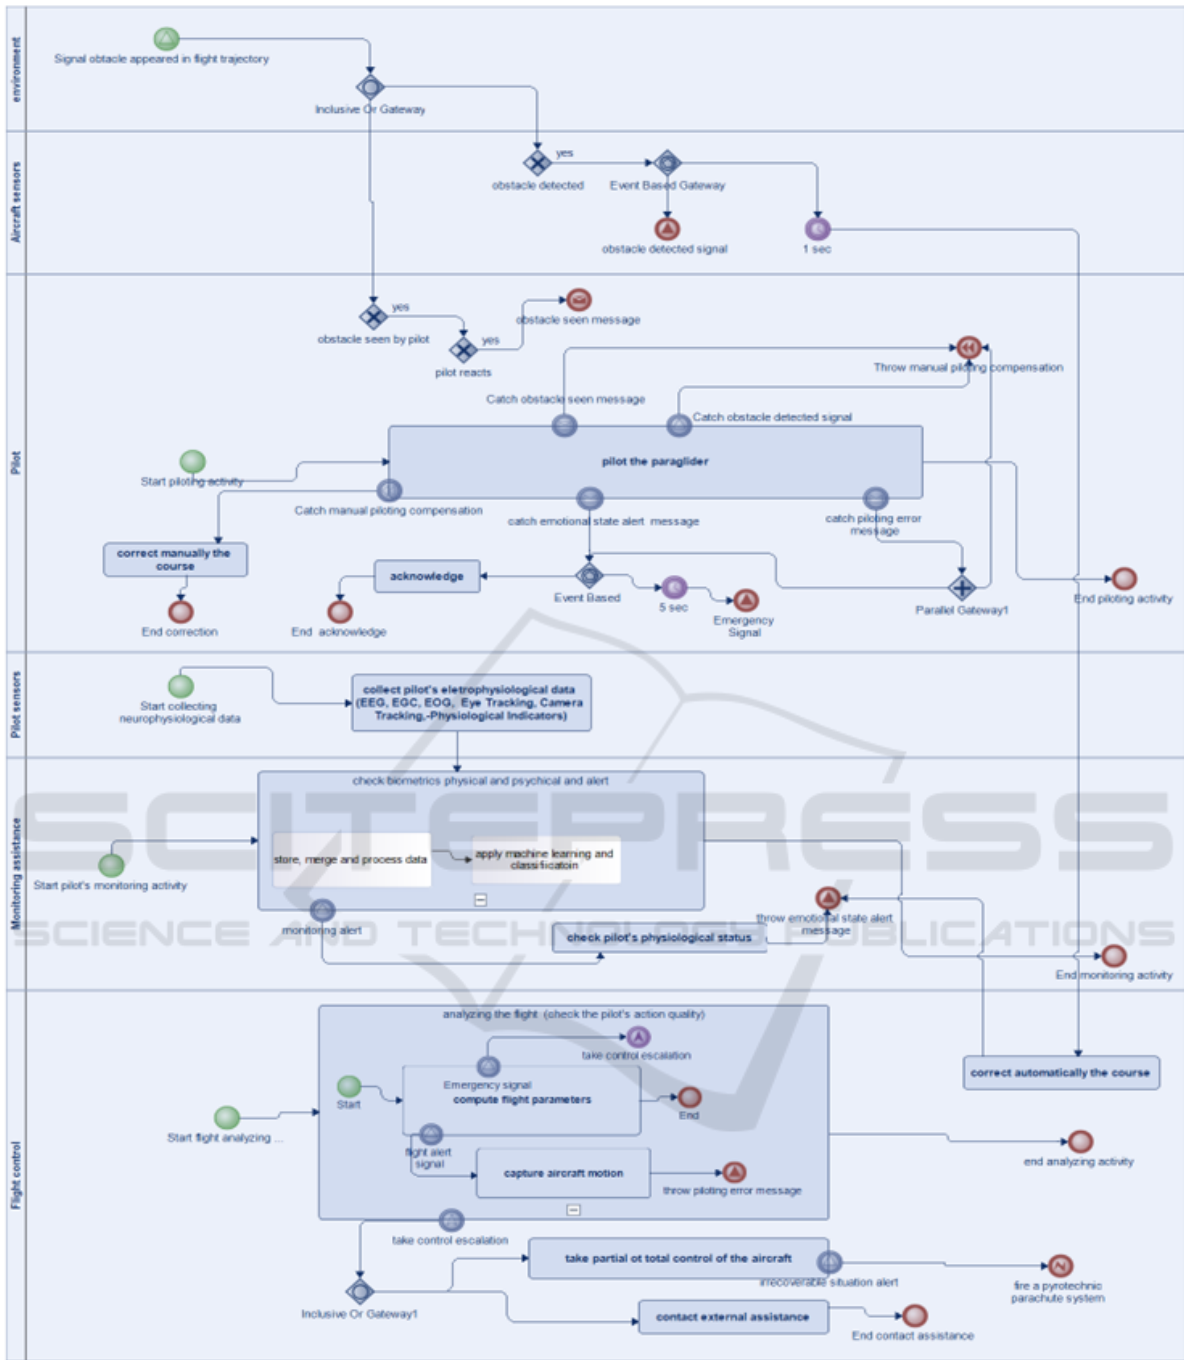 environment
Signal obtacle appeared in flight trajectory
Inclusive Or Gateway
Aircraft sensors
yes
obstacle detected
Event Based Gateway
obstacle detected signal
1 sec
Pilot
yes
obstacle seen by pilot
yes
pilot reacts
obstacle seen message
Throw manual piloting compensation
Catch obstacle seen message
Catch obstacle detected signal
pilot the paraglider
Start piloting activity
Catch manual piloting compensation
catch emotional state alert message
catch piloting error
message
correct manually the
course
acknowledge
Event Based
5 sec
Emergency
Signal
Parallel Gateway1
End piloting activity
End correction
End acknowledge
Pilot sensors
Start collecting
neurophysiological data
collect pilot's eletrophysiological data
(EEG, EGC, EOG, Eye Tracking, Camera
Tracking,-Physiological Indicators)
Monitoring assistance
check biometrics physical and psychical and alert
store, merge and process data
apply machine learning and
classificatoin
Start pilot's monitoring activity
monitoring alert
check pilot's physiological status
throw emotional state alert
message
End monitoring activity
SCITEPRESS
SCIENCE AND TECHNOLOGY PUBLICATIONS
Flight control
analyzing the flight (check the pilot's action quality)
take control escalation
Emergency signal
compute flight parameters
Start
End
correct automatically the course
Start flight analyzing ...
flight alert
signal
capture aircraft motion
throw piloting error message
end analyzing activity
take control escalation
take partial ot total control of the aircraft
irrecoverable situation alert
fire a pyrotechnic
parachute system
Inclusive Or Gateway1
contact external assistance
End contact assistance